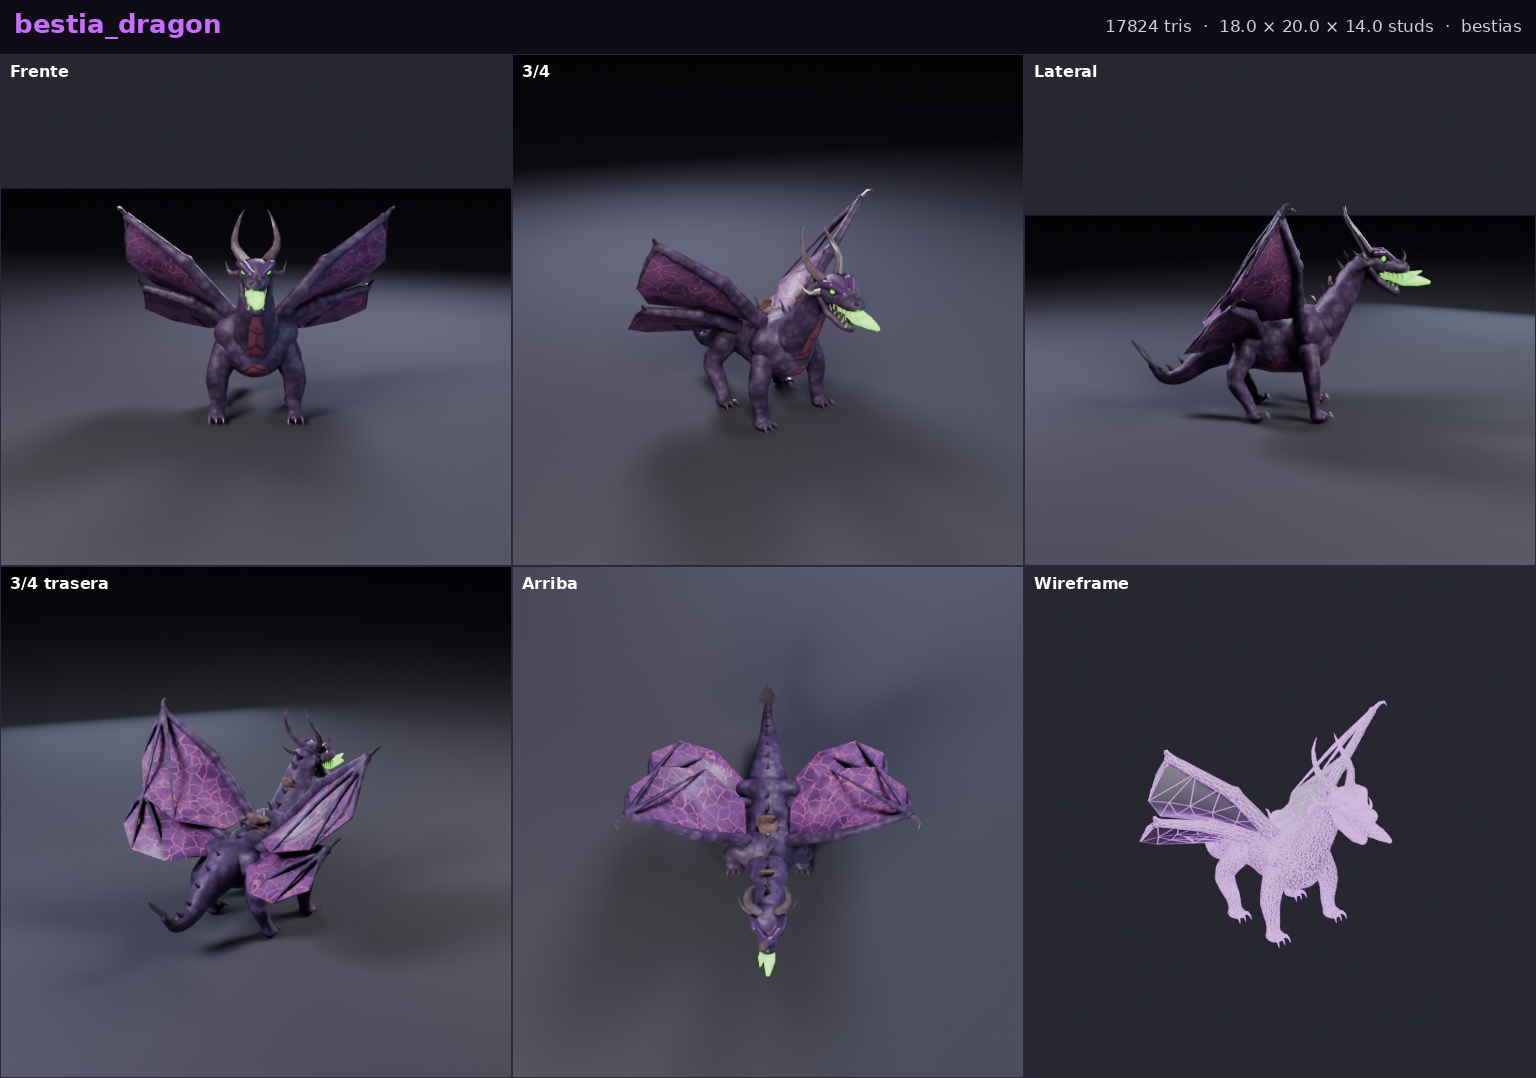 bestia_dragon
17824 tris · 18.0 × 20.0 × 14.0 studs · bestias
Frente
3/4
Lateral
3/4 trasera
Arriba
Wireframe